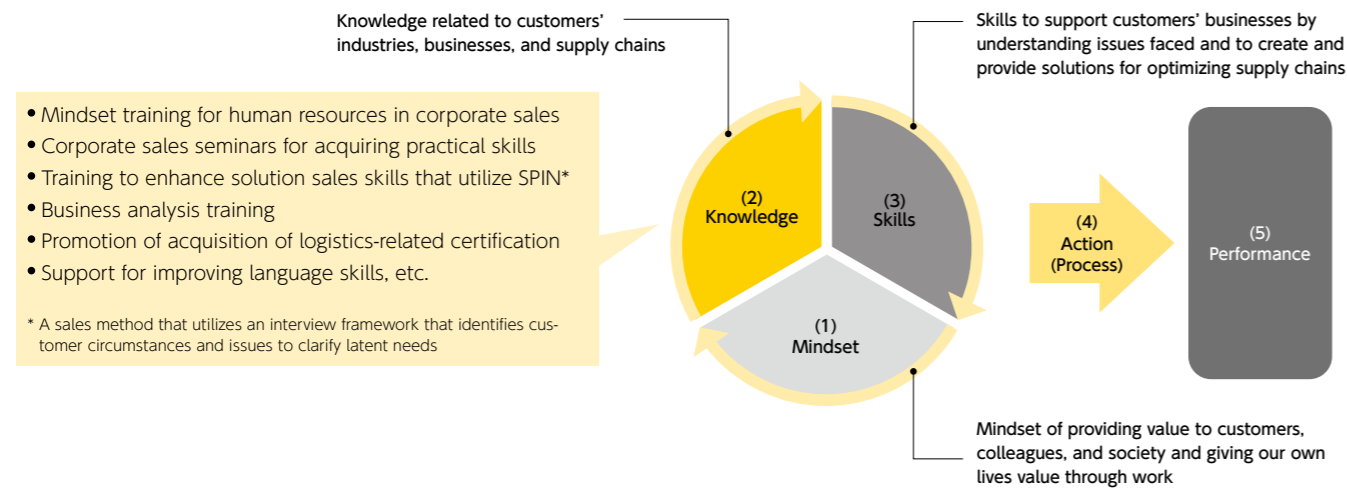 Knowledge related to customers’
industries, businesses, and supply chains
Skills to support customers’ businesses by
understanding issues faced and to create and
provide solutions for optimizing supply chains
• Mindset training for human resources in corporate sales
• Corporate sales seminars for acquiring practical skills
• Training to enhance solution sales skills that utilize SPIN*
• Business analysis training
• Promotion of acquisition of logistics-related certification
• Support for improving language skills, etc.
* A sales method that utilizes an interview framework that identifies cus-
tomer circumstances and issues to clarify latent needs
(2)
Knowledge
(3)
Skills
(1)
Mindset
(4)
Action
(Process)
(5)
Performance
Mindset of providing value to customers,
colleagues, and society and giving our own
lives value through work